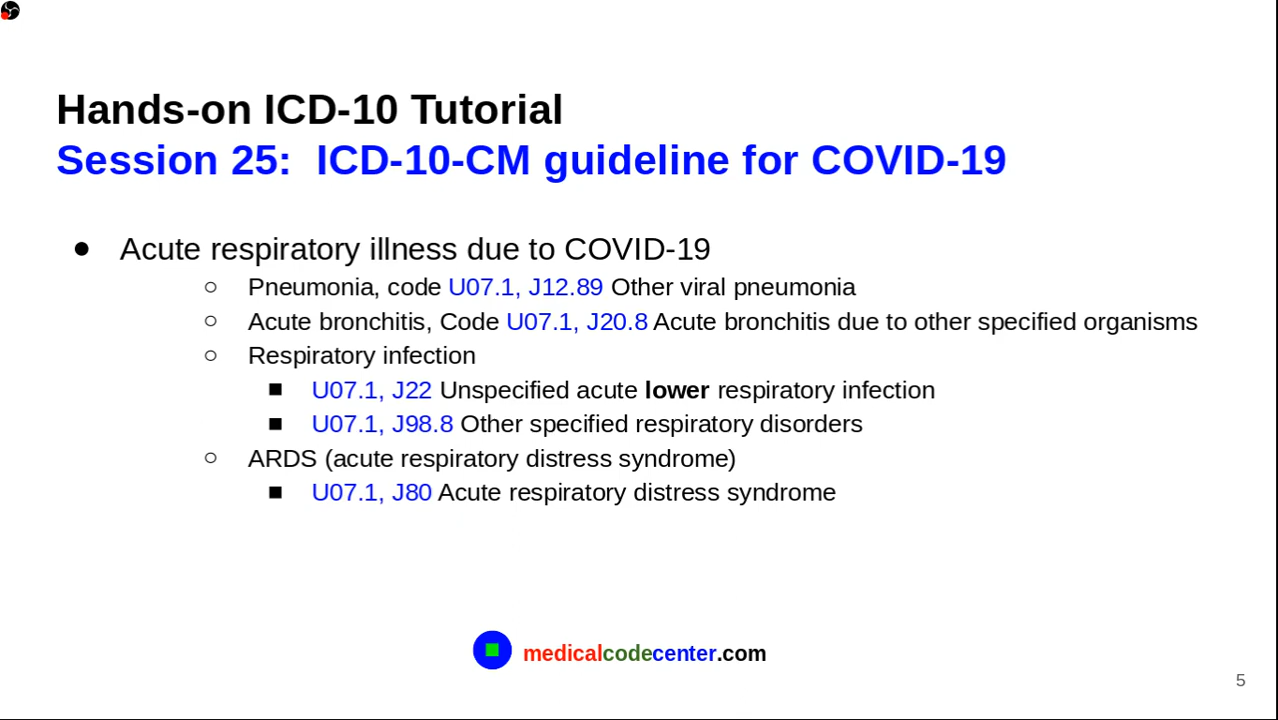 Hands-on ICD-10 Tutorial
Session 25:  ICD-10-CM guideline for COVID-19
● Acute respiratory illness due to COVID-19
○ Pneumonia, code U07.1, J12.89 Other viral pneumonia
○ Acute bronchitis, Code U07.1, J20.8 Acute bronchitis due to other specified organisms
○ Respiratory infection
■ U07.1, J22 Unspecified acute lower respiratory infection
■ U07.1, J98.8 Other specified respiratory disorders
○ ARDS (acute respiratory distress syndrome)
■ U07.1, J80 Acute respiratory distress syndrome
medicalcodecenter.com
5